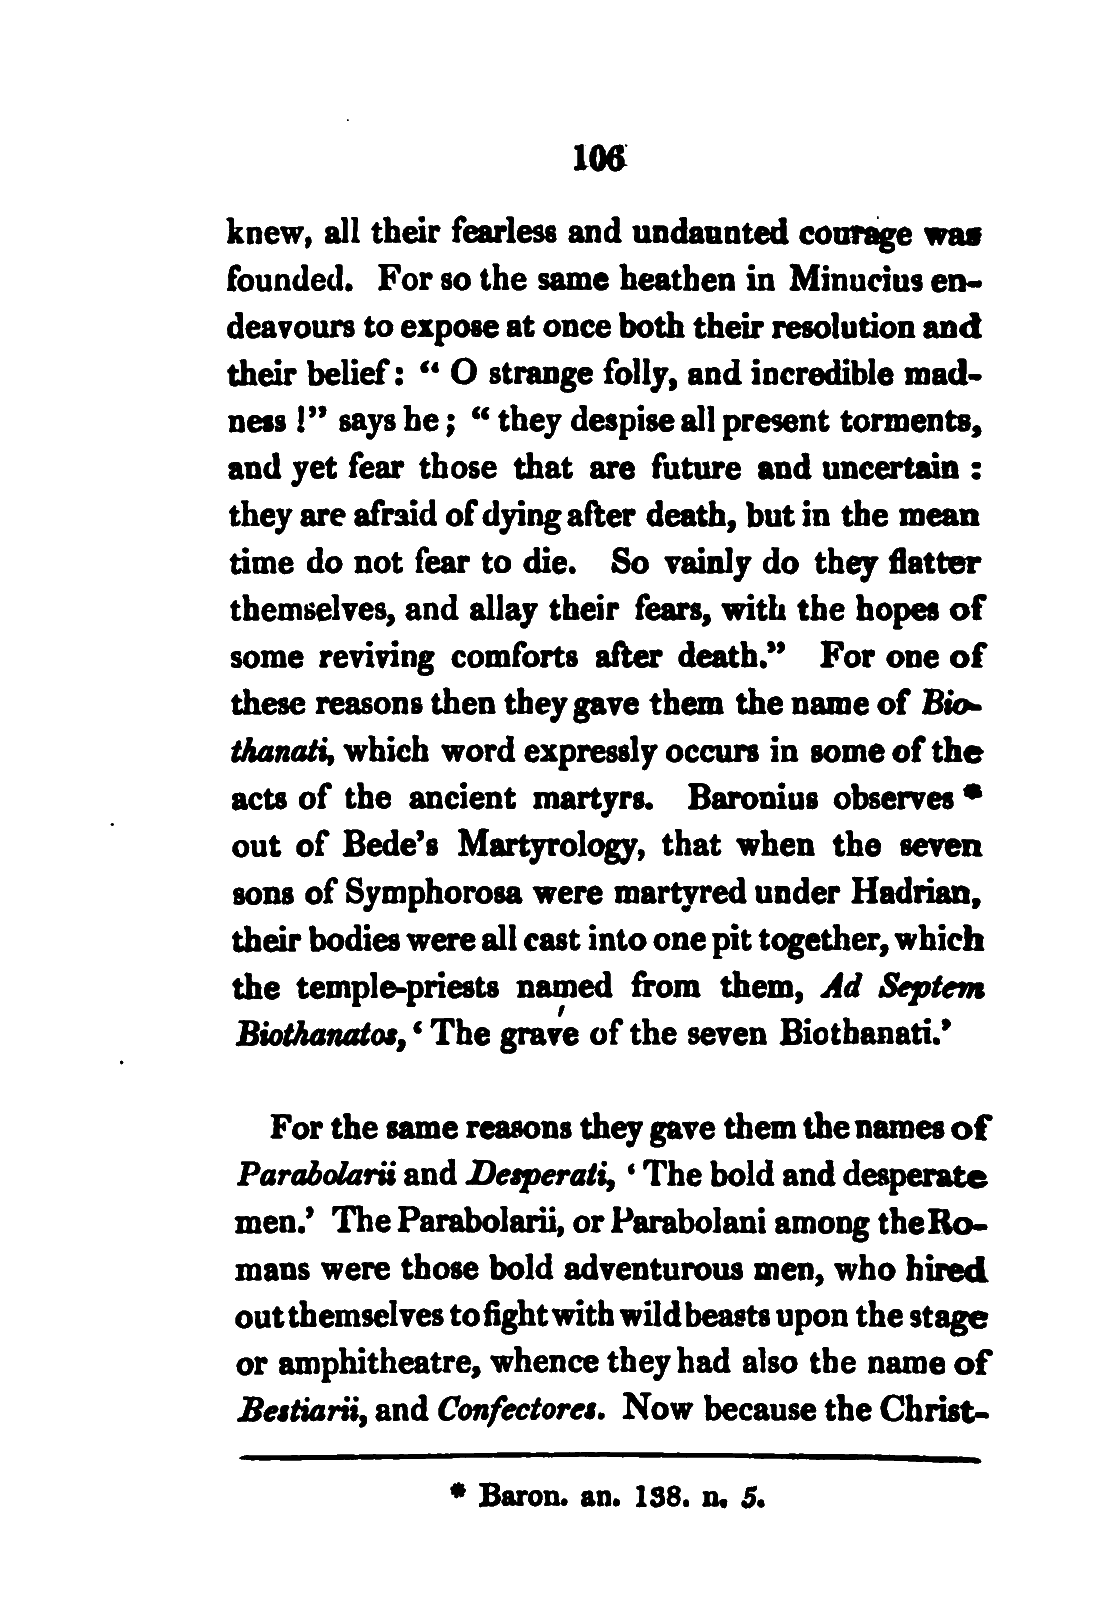 106
knew, all their fearless and undaunted courage was
founded. For so the same heathen in Minucius en-
deavours to expose at once both their resolution and
their belief: “ O strange folly, and incredible mad-
ness !” says he ; “ they despise all present torments,
and yet fear those that are future and uncertain :
they are afraid of dying after death, but in the mean
time do not fear to die. So vainly do they flatter
themselves, and allay their fears, with the hopes of
some reviving comforts after death.” For one of
these reasons then they gave them the name of Bio-
thanati, which word expressly occurs in some of the
acts of the ancient martyrs. Baronius observes *
out of Bede’s Martyrology, that when the seven
sons of Symphorosa were martyred under Hadrian,
their bodies were all cast into one pit together, which
the temple-priests named from them, Ad Septem
Biothanatos, ‘ The grave of the seven Biothanati.’
For the same reasons they gave them the names of
Parabolarii and Desperati, ‘ The bold and desperate
men.’ The Parabolarii, or Parabolani among the Ro-
mans were those bold adventurous men, who hired
out themselves to fight with wild beasts upon the stage
or amphitheatre, whence they had also the name of
Bestiarii, and Confectores. Now because the Christ-
* Baron. an. 138. n. 5.